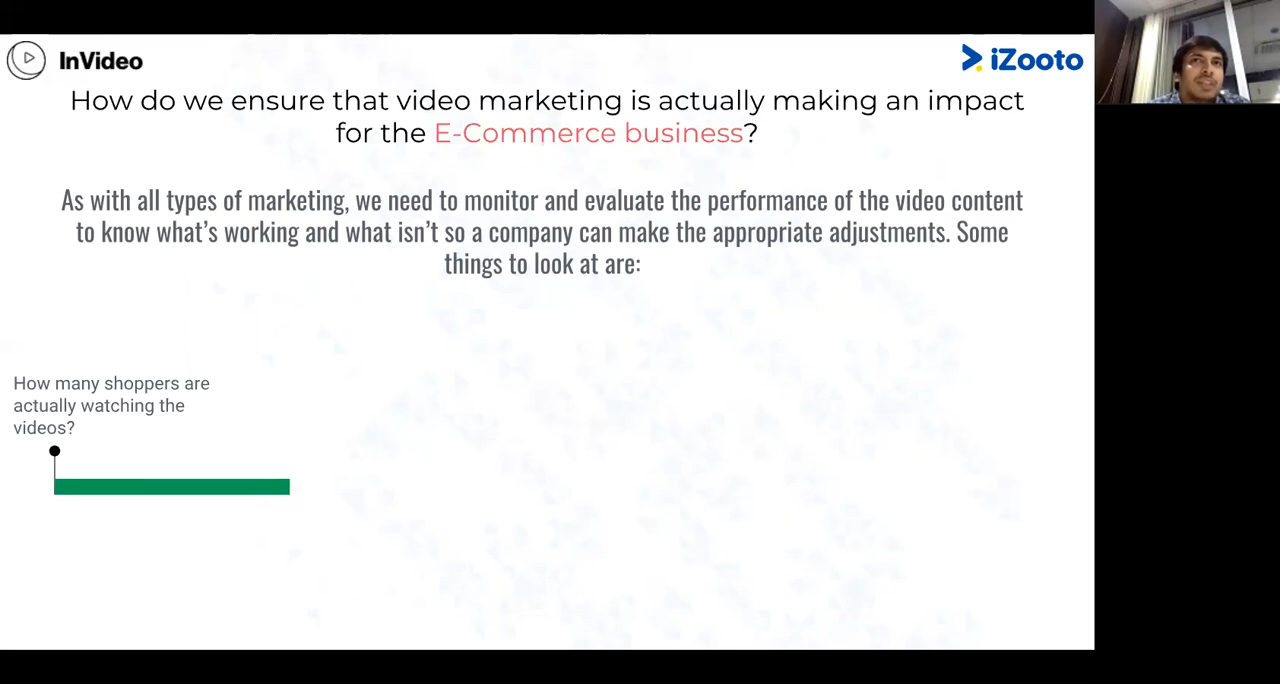 InVideo
iZooto
How do we ensure that video marketing is actually making an impact
for the E-Commerce business?
As with all types of marketing, we need to monitor and evaluate the performance of the video content
to know what's working and what isn't so a company can make the appropriate adjustments. Some
things to look at are:
How many shoppers are
actually watching the
videos?